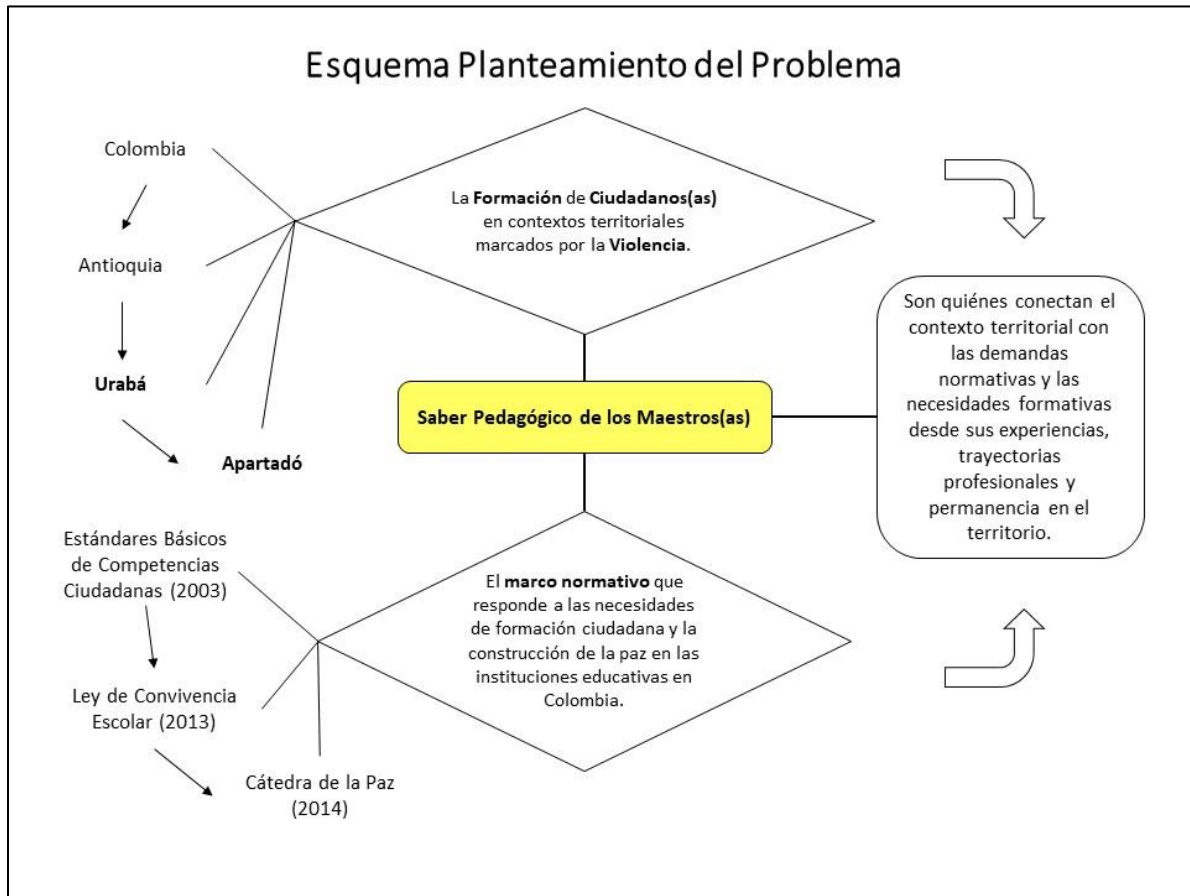 Esquema Planteamiento del Problema
Colombia
Antioquia
Urabá
Apartadó
La Formación de Ciudadanos(as)
en contextos territoriales
marcados por la Violencia.
Saber Pedagógico de los Maestros(as)
Son quiénes conectan el
contexto territorial con
las demandas
normativas y las
necesidades formativas
desde sus experiencias,
trayectorias
profesionales y
permanencia en el
territorio.
Estándares Básicos
de Competencias
Ciudadanas (2003)
Ley de Convivencia
Escolar (2013)
Cátedra de la Paz
(2014)
El marco normativo que
responde a las necesidades
de formación ciudadana y la
construcción de la paz en las
instituciones educativas en
Colombia.